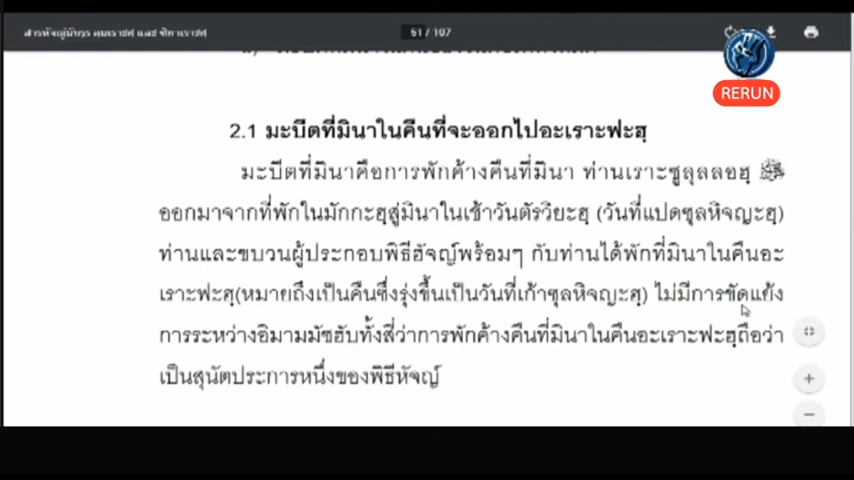 51 / 107
RERUN
2.1 มะบีตที่มินาในคืนที่จะออกไปอะเราะฟะฮฺ
มะบีตที่มินาคือการพักค้างคืนที่มินา ท่านเราะซูลุลลอฮฺ ﷺ
ออกมาจากที่พักในมักกะฮฺสู่มินาในเช้าวันตัรวิยะฮฺ (วันที่แปดซุลหิจญะฮฺ)
ท่านและขบวนผู้ประกอบพิธีฮัจญ์พร้อมๆ กับท่านได้พักที่มินาในคืนอะ
เราะฟะฮฺ(หมายถึงเป็นคืนซึ่งรุ่งขึ้นเป็นวันที่เก้าซุลหิจญะฮฺ) ไม่มีการขัดแย้ง
การระหว่างอิมามมัซฮับทั้งสี่ว่าการพักค้างคืนที่มินาในคืนอะเราะฟะฮฺถือว่า
เป็นสุนัตประการหนึ่งของพิธีหัจญ์